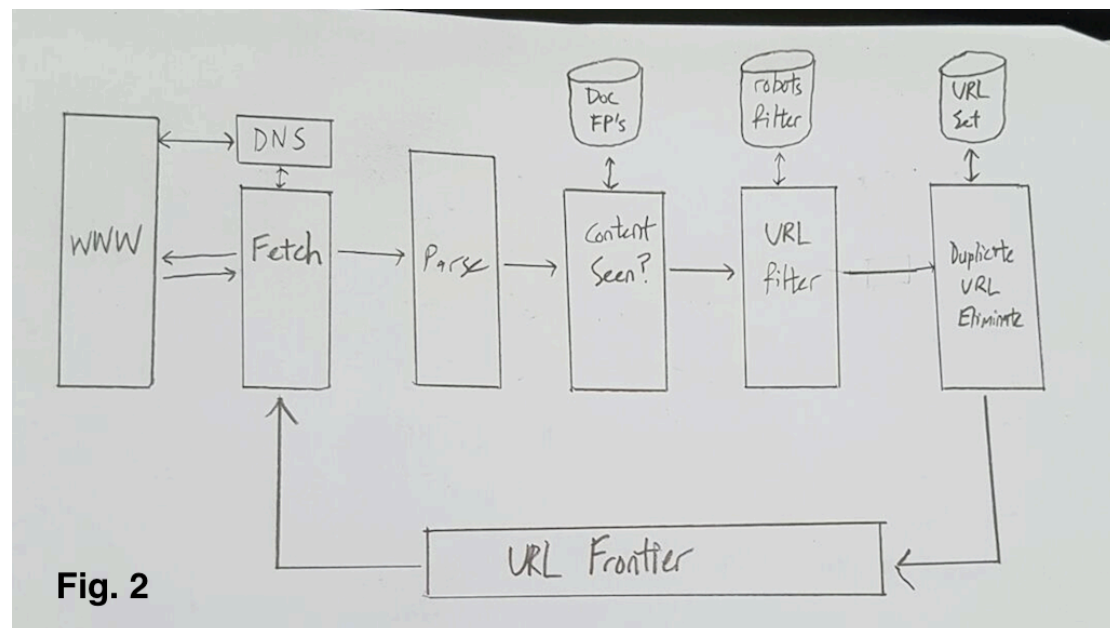 Doc
FP's
robots
filter
URL
Set
DNS
WWW
Fetch
Parse
Content
Seen?
URL
filter
Duplicate
URL
Eliminate
URL Frontier
Fig. 2